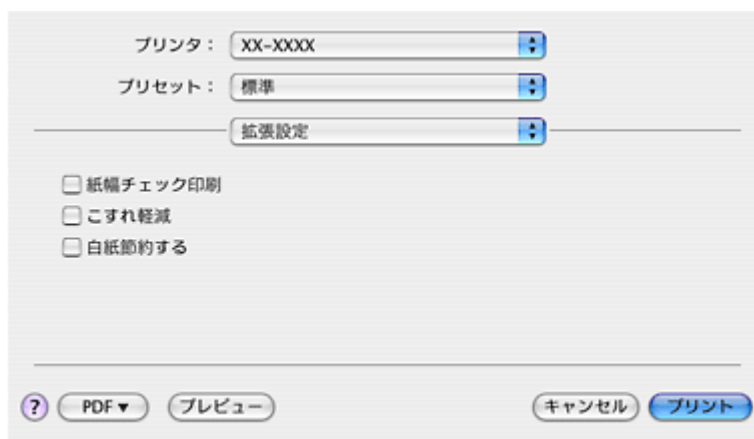 プリンタ： XX-XXXX
プリセット： 標準
拡張設定
紙幅チェック印刷
こすれ軽減
白紙節約する
? PDF▼ プレビュー キャンセル プリント